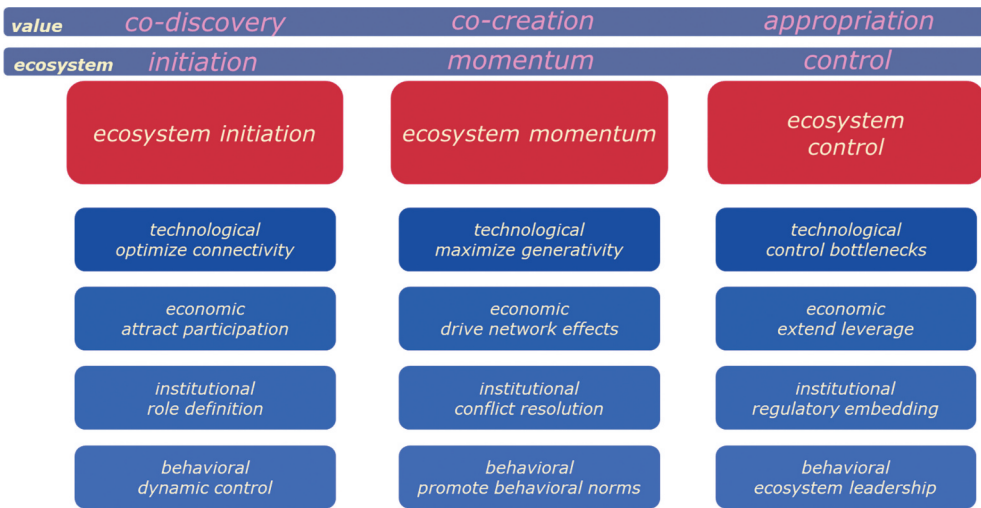 value co-discovery co-creation appropriation
ecosystem initiation momentum control
ecosystem initiation
ecosystem momentum
ecosystem
control
technological
optimize connectivity
technological
maximize generativity
technological
control bottlenecks
economic
attract participation
economic
drive network effects
economic
extend leverage
institutional
role definition
institutional
conflict resolution
institutional
regulatory embedding
behavioral
dynamic control
behavioral
promote behavioral norms
behavioral
ecosystem leadership